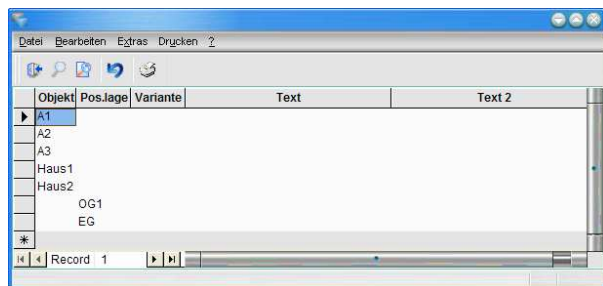 Datei Bearbeiten Extras Drucken ?
Objekt Pos.lage Variante Text Text 2
A1
A2
A3
Haus1
Haus2
OG1
EG
Record 1